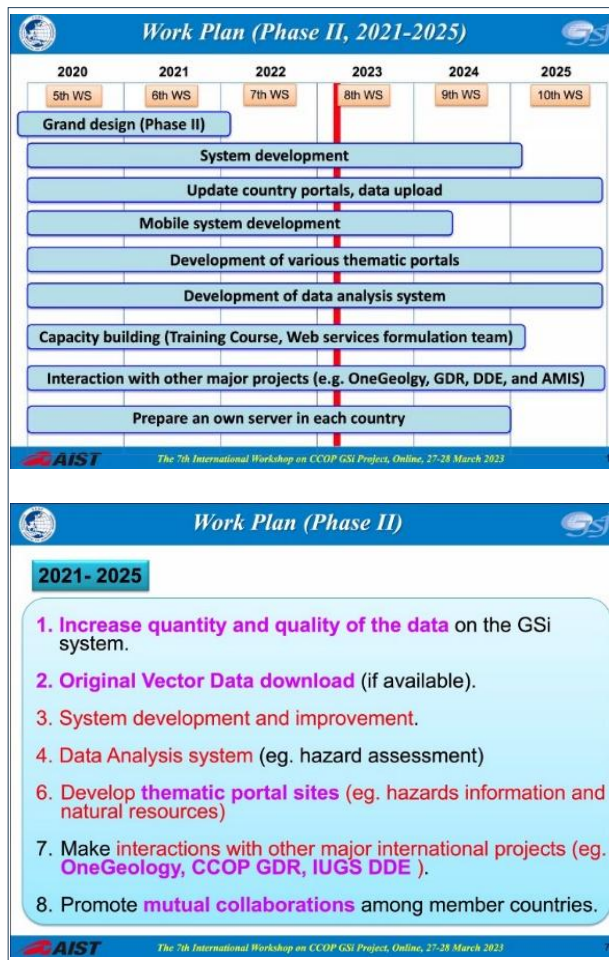 Work Plan (Phase II, 2021-2025)
GSi
2020 2021 2022 2023 2024 2025
5th WS 6th WS 7th WS 8th WS 9th WS 10th WS
Grand design (Phase II)
System development
Update country portals, data upload
Mobile system development
Development of various thematic portals
Development of data analysis system
Capacity building (Training Course, Web services formulation team)
Interaction with other major projects (e.g. OneGeolgy, GDR, DDE, and AMIS)
Prepare an own server in each country
AIST The 7th International Workshop on CCOP GSi Project, Online, 27-28 March 2023
Work Plan (Phase II)
GSi
2021- 2025
1. Increase quantity and quality of the data on the GSi
system.
2. Original Vector Data download (if available).
3. System development and improvement.
4. Data Analysis system (eg. hazard assessment)
6. Develop thematic portal sites (eg. hazards information and
natural resources)
7. Make interactions with other major international projects (eg.
OneGeology, CCOP GDR, IUGS DDE ).
8. Promote mutual collaborations among member countries.
AIST The 7th International Workshop on CCOP GSi Project, Online, 27-28 March 2023